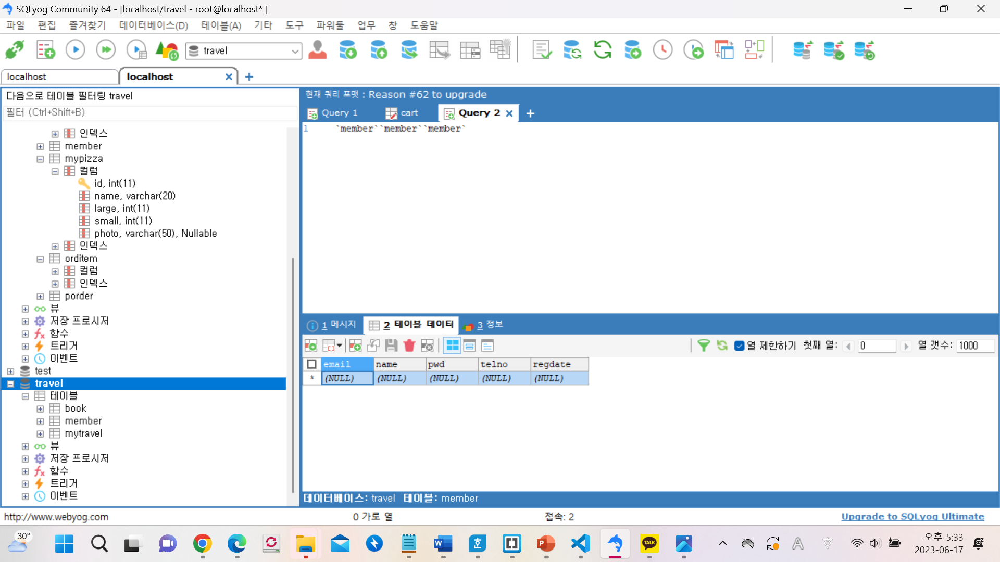 SQLyog Community 64 - [localhost/travel - root@localhost* ]
파일 편집 즐겨찾기 데이터베이스(D) 테이블(A) 기타 도구 파워툴 업무 창 도움말
travel
localhost localhost
다음으로 테이블 필터링 travel
필터 (Ctrl+Shift+B)
인덱스
member
mypizza
컬럼
id, int(11)
name, varchar(20)
large, int(11)
small, int(11)
photo, varchar(50), Nullable
인덱스
orditem
컬럼
인덱스
porder
뷰
저장 프로시저
함수
트리거
이벤트
test
travel
테이블
book
member
mytravel
뷰
저장 프로시저
함수
트리거
이벤트
현재 쿼리 포맷 : Reason #62 to upgrade
Query 1 cart Query 2
1 `member``member``member`
1 메시지 2 테이블 데이터 3 정보
열 제한하기 첫째 열: 0 열 갯수: 1000
email name pwd telno regdate
* (NULL) (NULL) (NULL) (NULL) (NULL)
데이터베이스: travel 테이블: member
http://www.webyog.com 0 가로 열 접속: 2 Upgrade to SQLyog Ultimate
30°
오후 5:33
2023-06-17
TALK